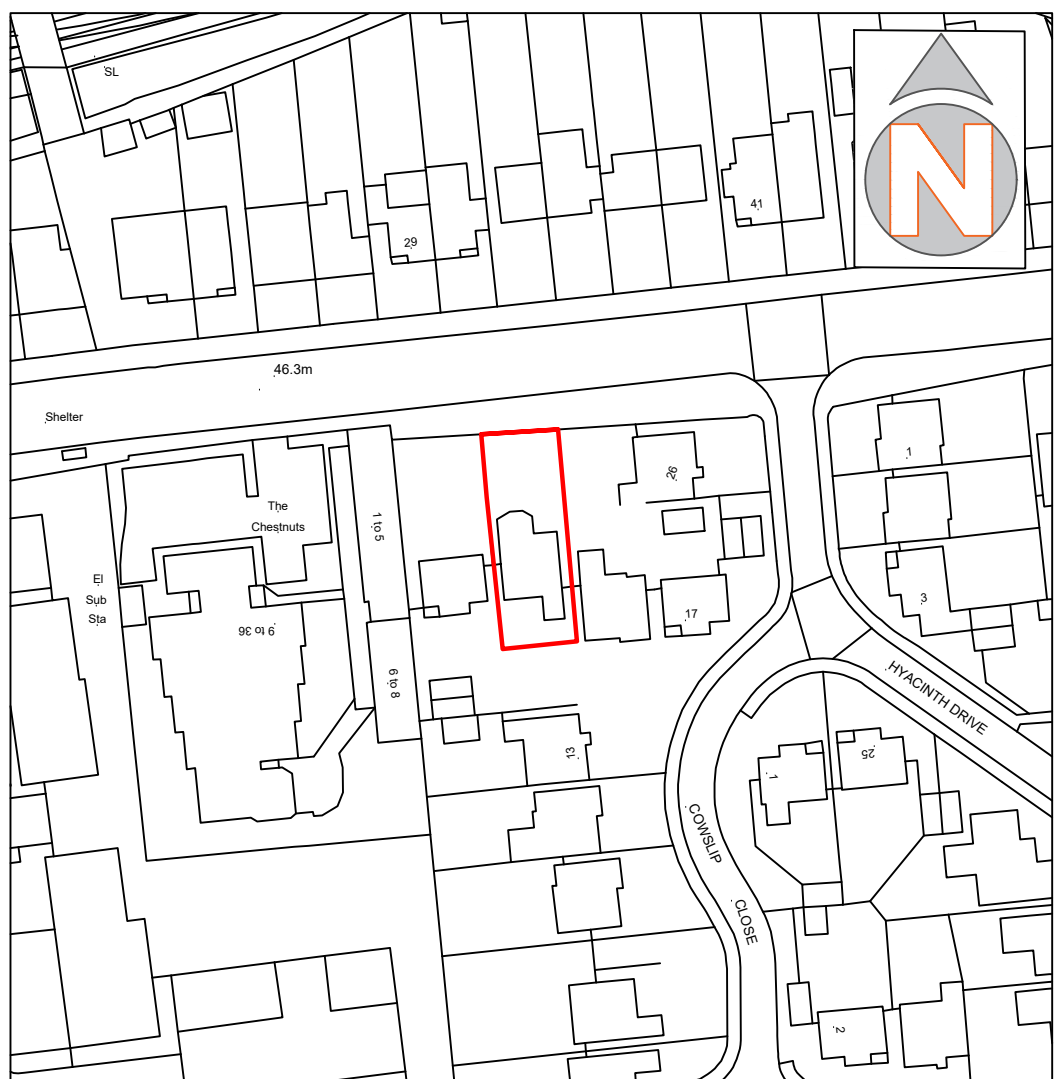 SL
N
41
29
46.3m
Shelter
26
1
The
Chestnuts
1 to 5
El
Sub
Sta
3
17
9 to 36
6 to 8
HYACINTH DRIVE
13
25
1
COWSLIP
CLOSE
2